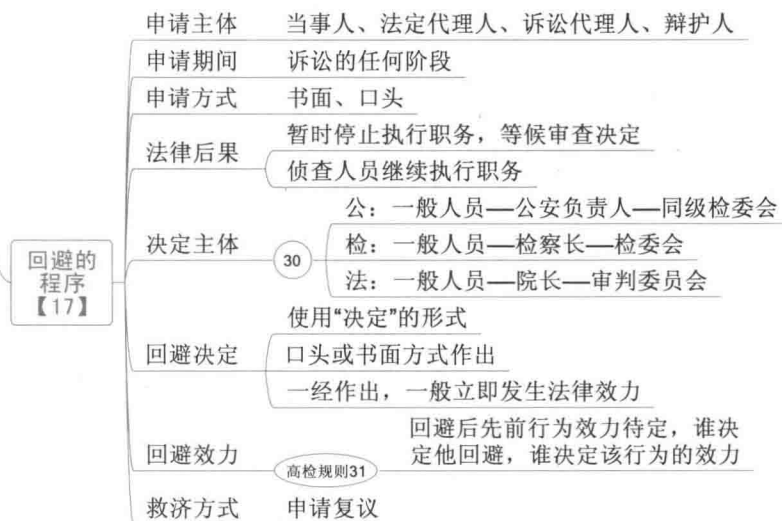 回避的
程序
【17】
申请主体 当事人、法定代理人、诉讼代理人、辩护人
申请期间 诉讼的任何阶段
申请方式 书面、口头
法律后果
暂时停止执行职务，等候审查决定
侦查人员继续执行职务
决定主体
30
公：一般人员—公安负责人—同级检委会
检：一般人员—检察长—检委会
法：一般人员—院长—审判委员会
回避决定
使用“决定”的形式
口头或书面方式作出
一经作出，一般立即发生法律效力
回避效力
高检规则31
回避后先前行为效力待定，谁决
定他回避，谁决定该行为的效力
救济方式 申请复议